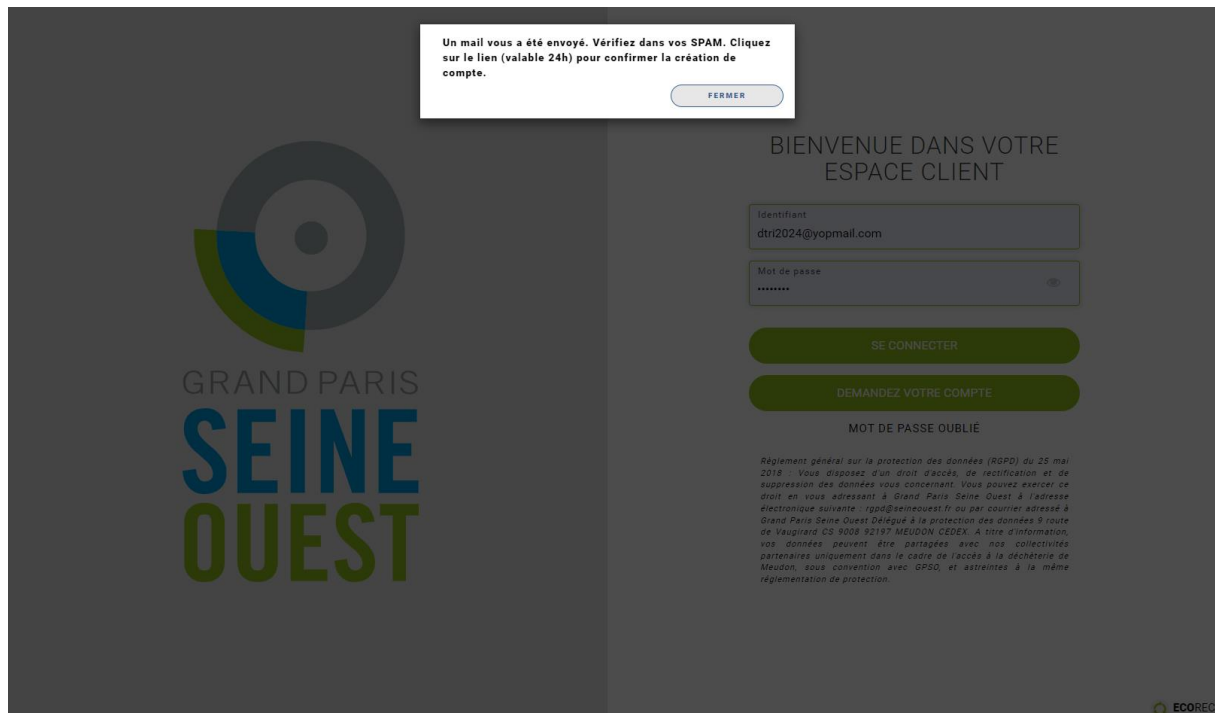 Un mail vous a été envoyé. Vérifiez dans vos SPAM. Cliquez
sur le lien (valable 24h) pour confirmer la création de
compte.
FERMER
GRAND PARIS
SEINE
OUEST
BIENVENUE DANS VOTRE
ESPACE CLIENT
Identifiant
dtri2024@yopmail.com
Mot de passe
••••••••
SE CONNECTER
DEMANDEZ VOTRE COMPTE
MOT DE PASSE OUBLIÉ
Règlement général sur la protection des données (RGPD) du 25 mai
2018 : Vous disposez d'un droit d'accès, de rectification et de
suppression des données vous concernant. Vous pouvez exercer ce
droit en vous adressant à Grand Paris Seine Ouest à l'adresse
électronique suivante : rgpd@seineouest.fr ou par courrier adressé à
Grand Paris Seine Ouest Délégué à la protection des données 9 route
de Vaugirard CS 9008 92197 MEUDON CEDEX. A titre d'information,
vos données peuvent être partagées avec nos collectivités
partenaires uniquement dans le cadre de l'accès à la déchèterie de
Meudon, sous convention avec GPSO, et astreintes à la même
règlementation de protection.
ECOREC